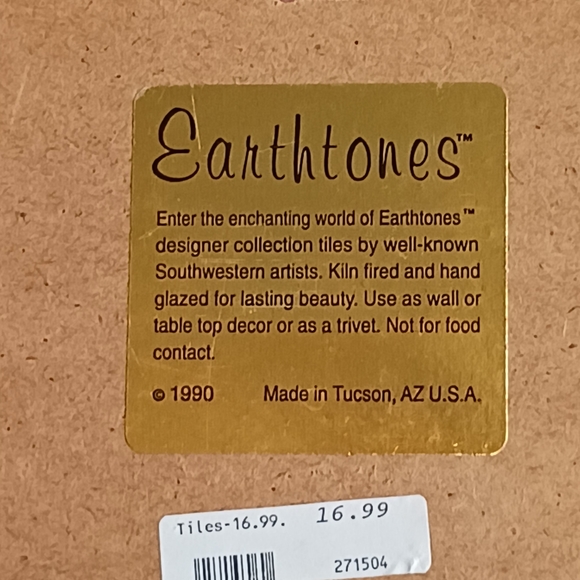 Earthtones™
Enter the enchanting world of Earthtones™
designer collection tiles by well-known
Southwestern artists. Kiln fired and hand
glazed for lasting beauty. Use as wall or
table top decor or as a trivet. Not for food
contact.
© 1990 Made in Tucson, AZ U.S.A.
Tiles-16.99. 16.99
271504